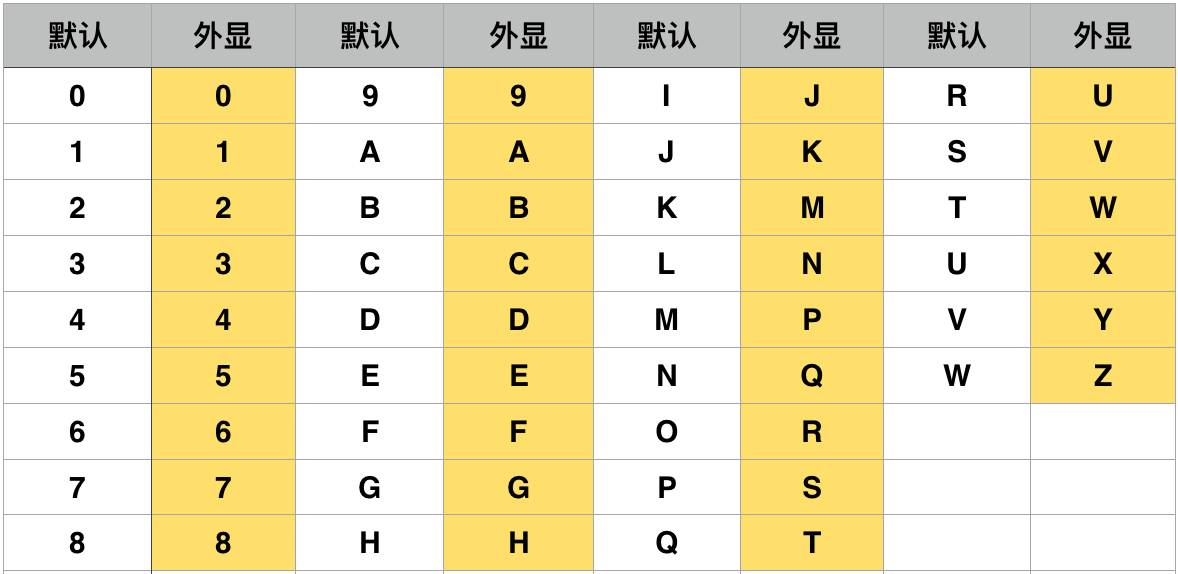 默认 外显 默认 外显 默认 外显 默认 外显
0 0 9 9 I J R U
1 1 A A J K S V
2 2 B B K M T W
3 3 C C L N U X
4 4 D D M P V Y
5 5 E E N Q W Z
6 6 F F O R
7 7 G G P S
8 8 H H Q T